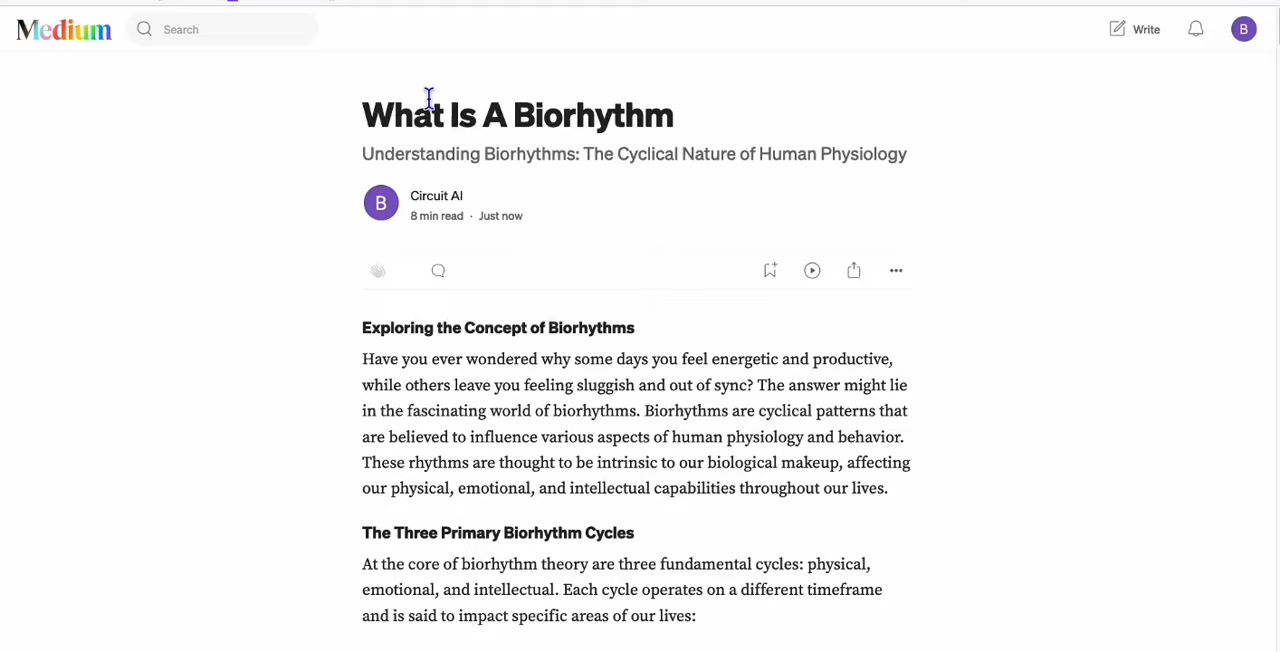 Medium
Search
Write
B
What Is A Biorhythm
Understanding Biorhythms: The Cyclical Nature of Human Physiology
B
Circuit AI
8 min read · Just now
Exploring the Concept of Biorhythms
Have you ever wondered why some days you feel energetic and productive,
while others leave you feeling sluggish and out of sync? The answer might lie
in the fascinating world of biorhythms. Biorhythms are cyclical patterns that
are believed to influence various aspects of human physiology and behavior.
These rhythms are thought to be intrinsic to our biological makeup, affecting
our physical, emotional, and intellectual capabilities throughout our lives.
The Three Primary Biorhythm Cycles
At the core of biorhythm theory are three fundamental cycles: physical,
emotional, and intellectual. Each cycle operates on a different timeframe
and is said to impact specific areas of our lives: